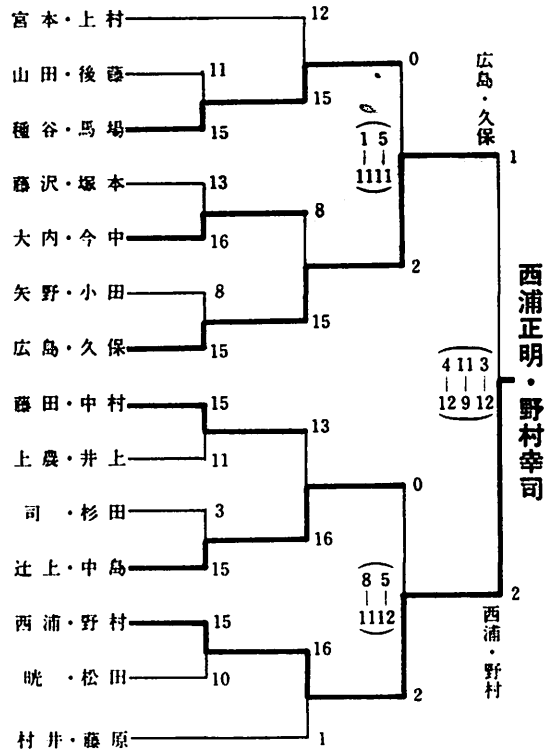 宮本・上村
12
山田・後藤
11
種谷・馬場
15
15
0
藤沢・塚本
13
大内・今中
16
8
矢野・小田
8
広島・久保
15
15
2
(1 5
11 11)
広島・久保
1
藤田・中村
15
上農・井上
11
13
司・杉田
3
辻上・中島
15
16
0
西浦・野村
15
晄・松田
10
16
村井・藤原
1
2
(8 5
11 12)
西浦・野村
2
(4 11 3
12 9 12)
西浦正明・野村幸司